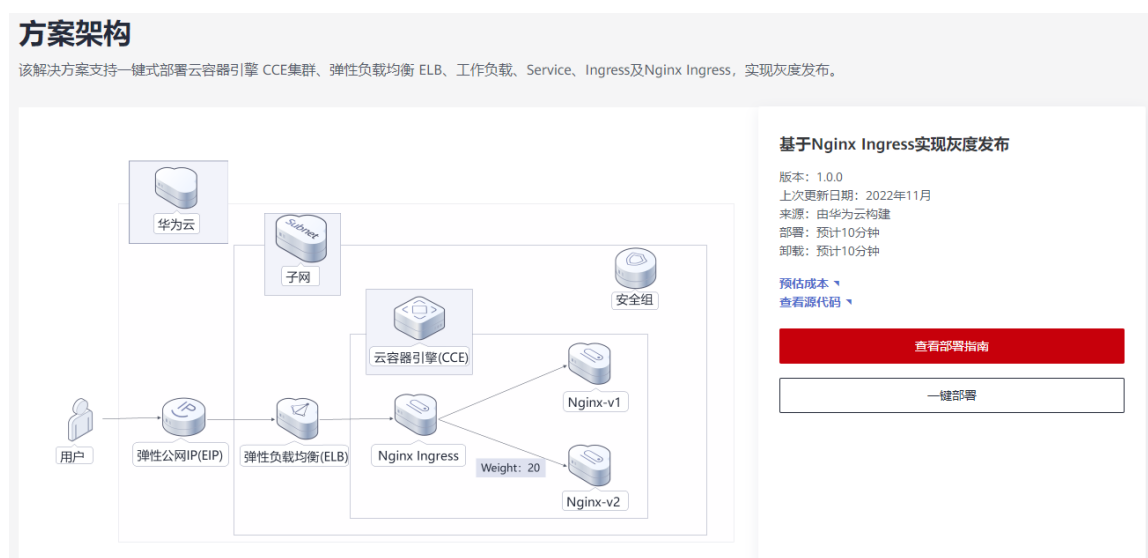 方案架构
该解决方案支持一键式部署云容器引擎 CCE集群、弹性负载均衡 ELB、工作负载、Service、Ingress及Nginx Ingress，实现灰度发布。
华为云
Subnet
子网
安全组
云容器引擎(CCE)
Nginx-v1
IP
用户
弹性公网IP(EIP)
弹性负载均衡(ELB)
Nginx Ingress
Weight：20
Nginx-v2
基于Nginx Ingress实现灰度发布
版本：1.0.0
上次更新日期：2022年11月
来源：由华为云构建
部署：预计10分钟
卸载：预计10分钟
预估成本
查看源代码
查看部署指南
一键部署